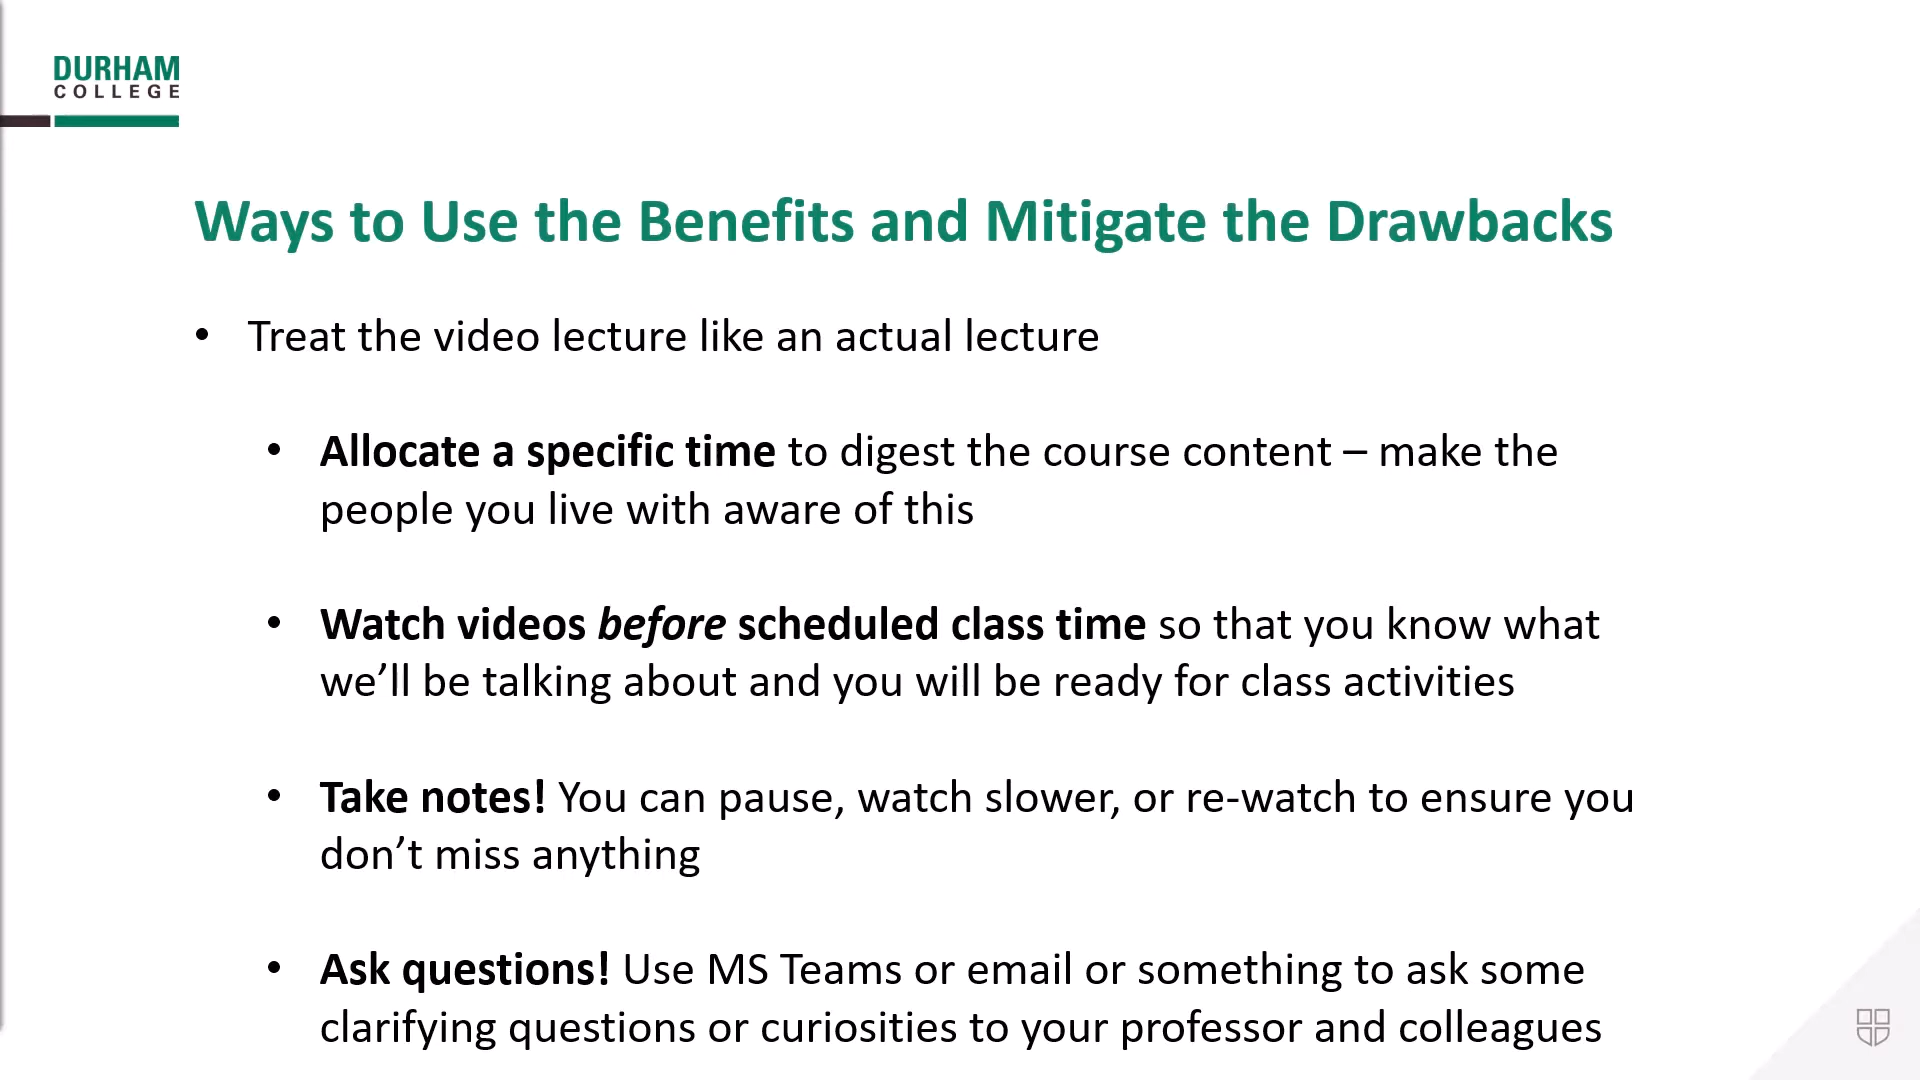 DURHAM
COLLEGE
Ways to Use the Benefits and Mitigate the Drawbacks
• Treat the video lecture like an actual lecture
• Allocate a specific time to digest the course content – make the
people you live with aware of this
• Watch videos before scheduled class time so that you know what
we’ll be talking about and you will be ready for class activities
• Take notes! You can pause, watch slower, or re-watch to ensure you
don’t miss anything
• Ask questions! Use MS Teams or email or something to ask some
clarifying questions or curiosities to your professor and colleagues